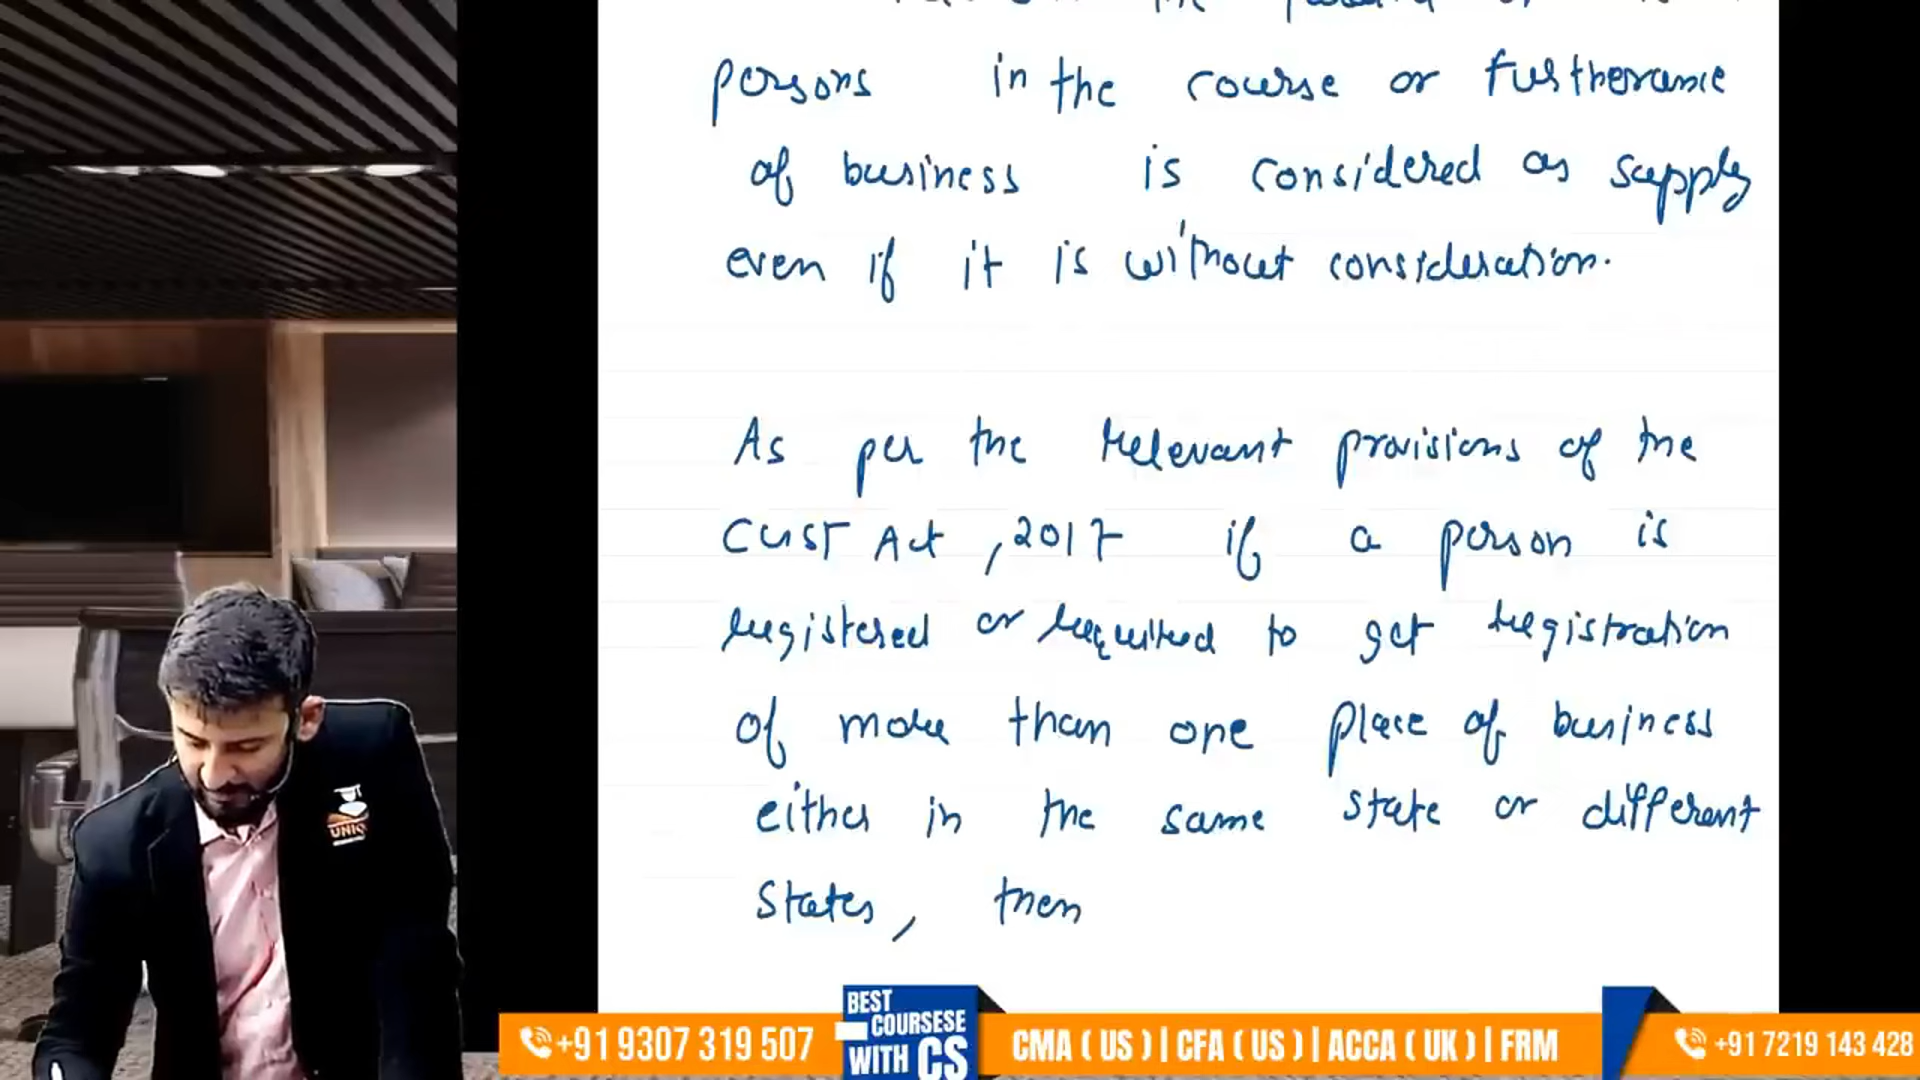 persons in the course or furtherance
of business is considered as supply
even if it is without consideration.
As per the relevant provisions of the
CGST Act, 2017 if a person is
registered or required to get registration
of more than one place of business
either in the same state or different
states, then
UNIQ
+91 9307 319 507
BEST
COURSESE
WITH CS
CMA ( US ) | CFA ( US ) | ACCA ( UK ) | FRM
+91 7219 143 428